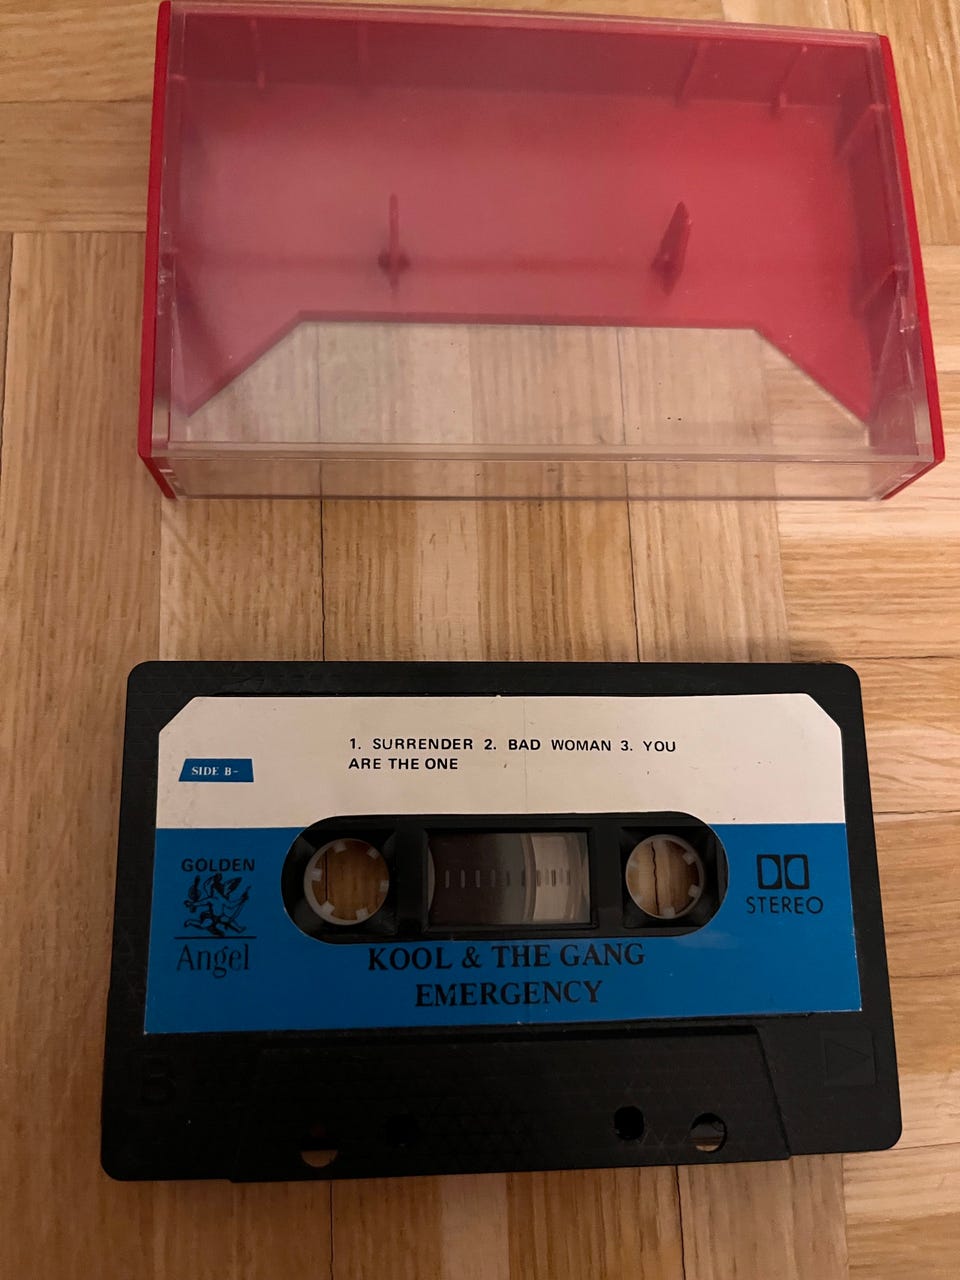 1. SURRENDER 2. BAD WOMAN 3. YOU
ARE THE ONE
SIDE B-
GOLDEN
Angel
STEREO
KOOL & THE GANG
EMERGENCY
B